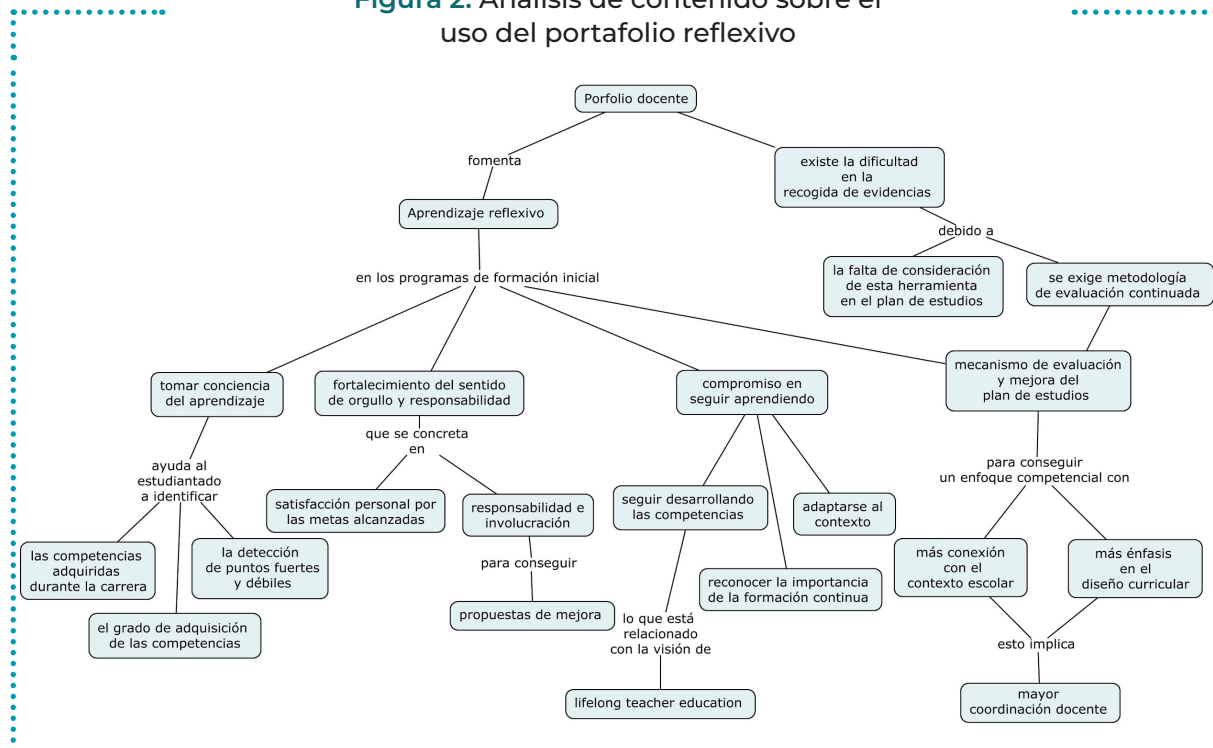 Figura 2. Análisis de contenido sobre el
uso del portafolio reflexivo
Porfolio docente
fomenta
existe la dificultad
en la
recogida de evidencias
Aprendizaje reflexivo
debido a
en los programas de formación inicial
la falta de consideración
de esta herramienta
en el plan de estudios
se exige metodología
de evaluación continuada
tomar conciencia
del aprendizaje
fortalecimiento del sentido
de orgullo y responsabilidad
compromiso en
seguir aprendiendo
mecanismo de evaluación
y mejora del
plan de estudios
que se concreta
en
ayuda al
estudiantado
a identificar
para conseguir
un enfoque competencial con
satisfacción personal por
las metas alcanzadas
responsabilidad e
involucración
seguir desarrollando
las competencias
adaptarse al
contexto
las competencias
adquiridas
durante la carrera
la detección
de puntos fuertes
y débiles
para conseguir
más conexión
con el
contexto escolar
más énfasis
en el
diseño curricular
reconocer la importancia
de la formación continua
el grado de adquisición
de las competencias
propuestas de mejora
lo que está
relacionado
con la visión de
esto implica
lifelong teacher education
mayor
coordinación docente